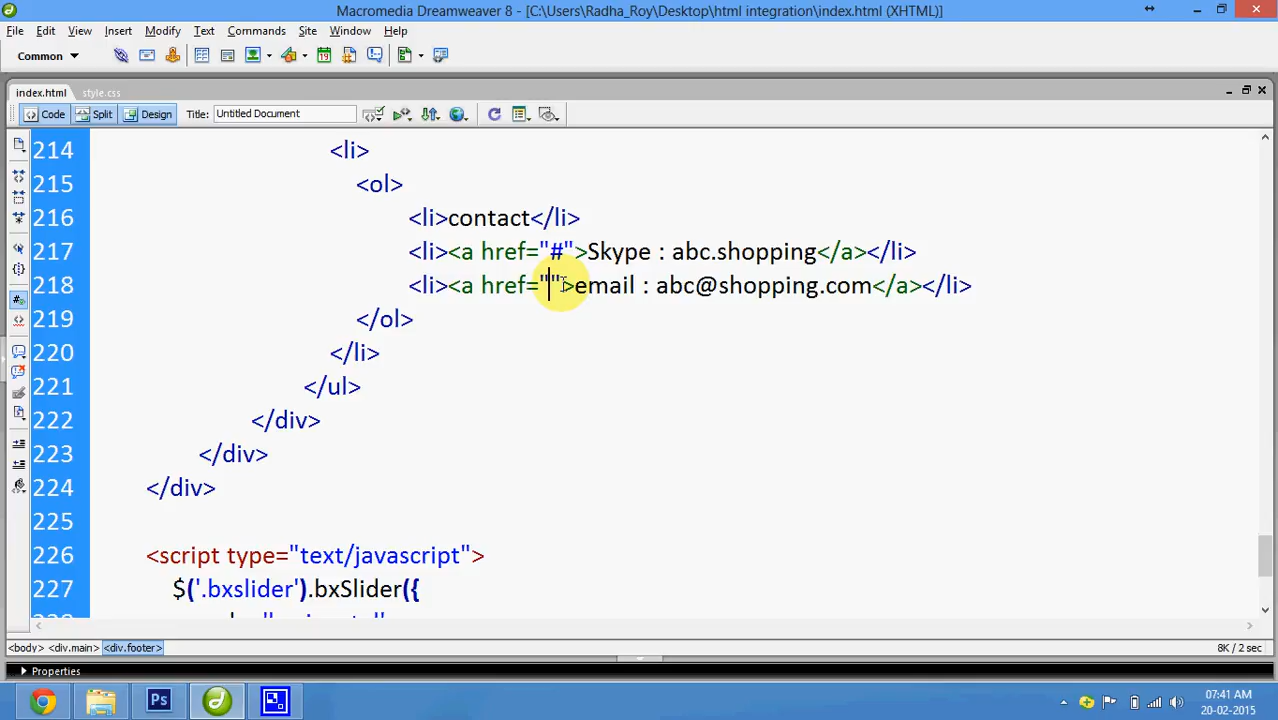 Macromedia Dreamweaver 8 - [C:\Users\Radha_Roy\Desktop\html integration\index.html (XHTML)]
File Edit View Insert Modify Text Commands Site Window Help
Common
index.html style.css
Code Split Design Title: Untitled Document
214 <li>
215 <ol>
216 <li>contact</li>
217 <li><a href="#">Skype : abc.shopping</a></li>
218 <li><a href="">email : abc@shopping.com</a></li>
219 </ol>
220 </li>
221 </ul>
222 </div>
223 </div>
224 </div>
225
226 <script type="text/javascript">
227 $('.bxslider').bxSlider({
<body> <div.main> <div.footer> 8K / 2 sec
Properties
Ps
07:41 AM
20-02-2015